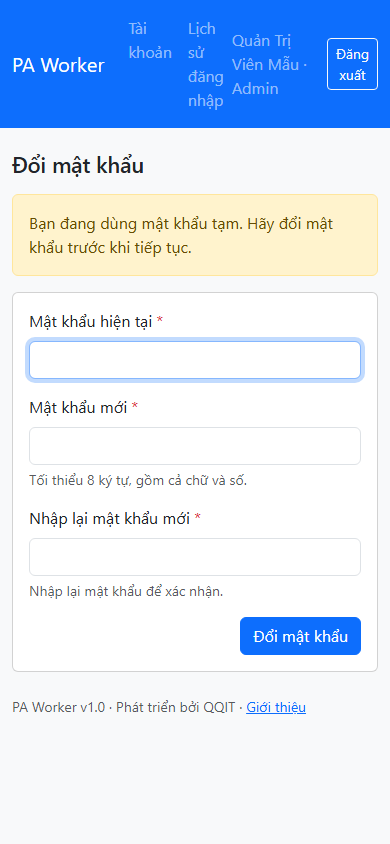 PA Worker
Tài
khoản
Lịch
sử
đăng
nhập
Quản Trị
Viên Mẫu ·
Admin
Đăng
xuất
Đổi mật khẩu
Bạn đang dùng mật khẩu tạm. Hãy đổi mật
khẩu trước khi tiếp tục.
Mật khẩu hiện tại *
Mật khẩu mới *
Tối thiểu 8 ký tự, gồm cả chữ và số.
Nhập lại mật khẩu mới *
Nhập lại mật khẩu để xác nhận.
Đổi mật khẩu
PA Worker v1.0 · Phát triển bởi QQIT · Giới thiệu